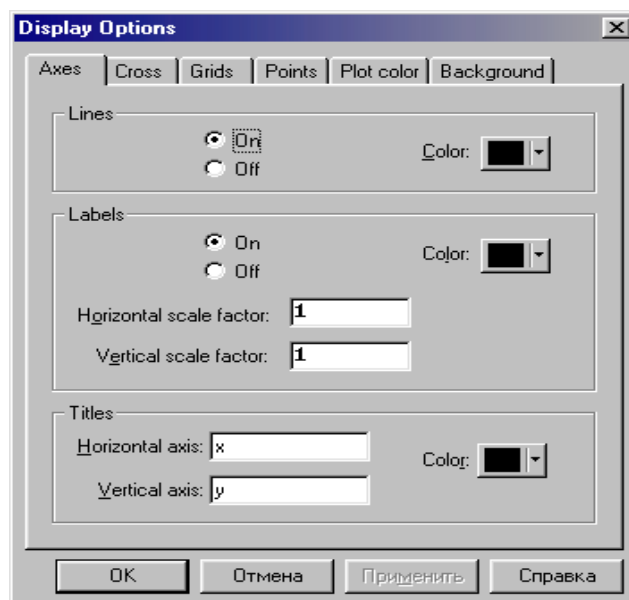 Display Options
Axes Cross Grids Points Plot color Background
Lines
On
Off
Color:
Labels
On
Off
Color:
Horizontal scale factor: 1
Vertical scale factor: 1
Titles
Horizontal axis: x
Vertical axis: y
Color:
OK Отмена Применить Справка